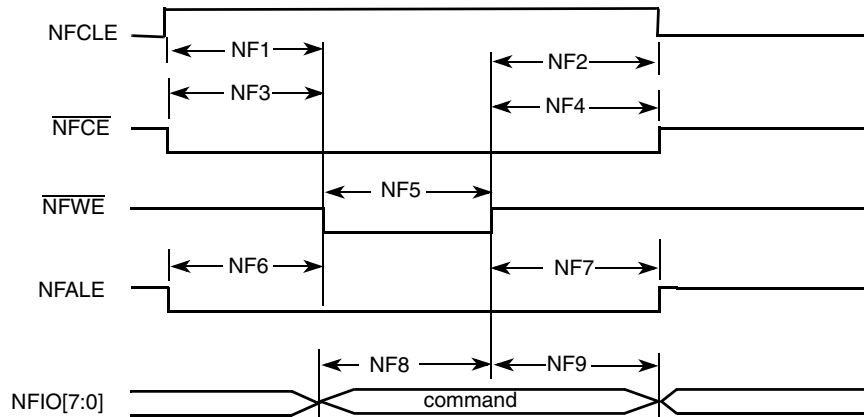 NFCLE
NF1
NF2
NF3
NF4
NFCE
NF5
NFWE
NF6
NF7
NFALE
NF8
NF9
NFIO[7:0]
command